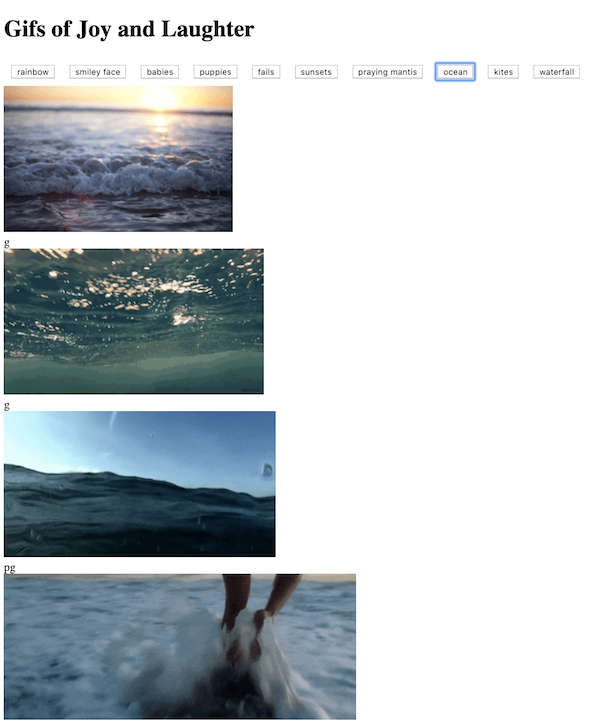 Gifs of Joy and Laughter
rainbow smiley face babies puppies fails sunsets praying mantis ocean kites waterfall
g
g
pg